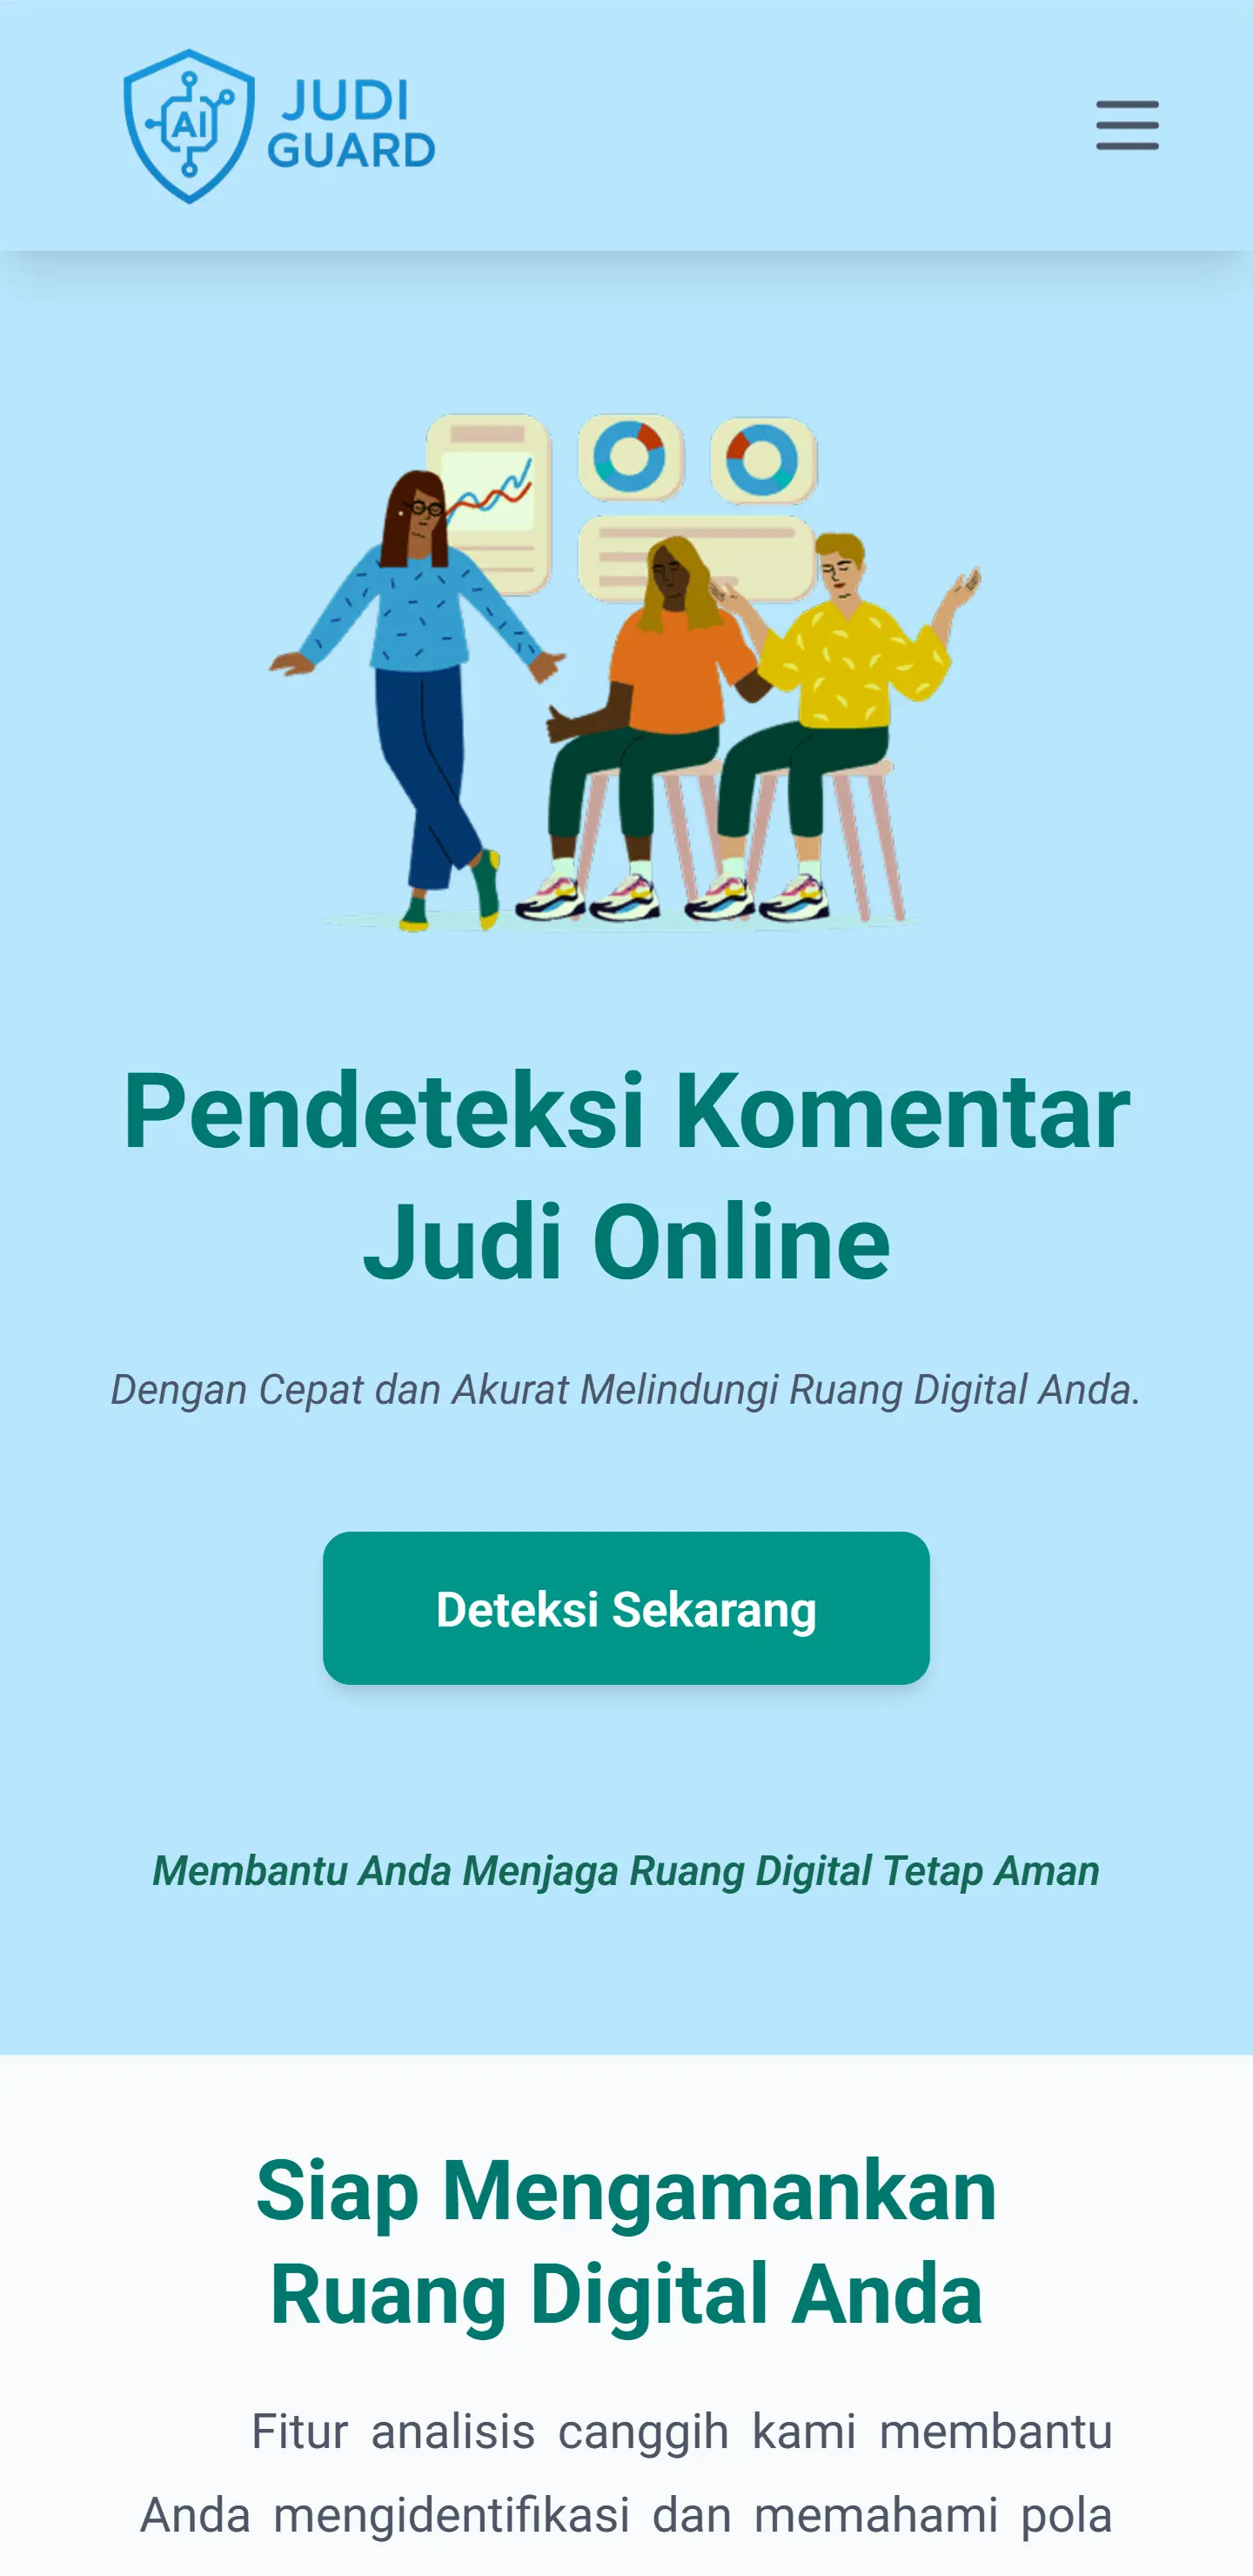 AI
JUDI
GUARD
Pendeteksi Komentar
Judi Online
Dengan Cepat dan Akurat Melindungi Ruang Digital Anda.
Deteksi Sekarang
Membantu Anda Menjaga Ruang Digital Tetap Aman
Siap Mengamankan
Ruang Digital Anda
Fitur analisis canggih kami membantu
Anda mengidentifikasi dan memahami pola